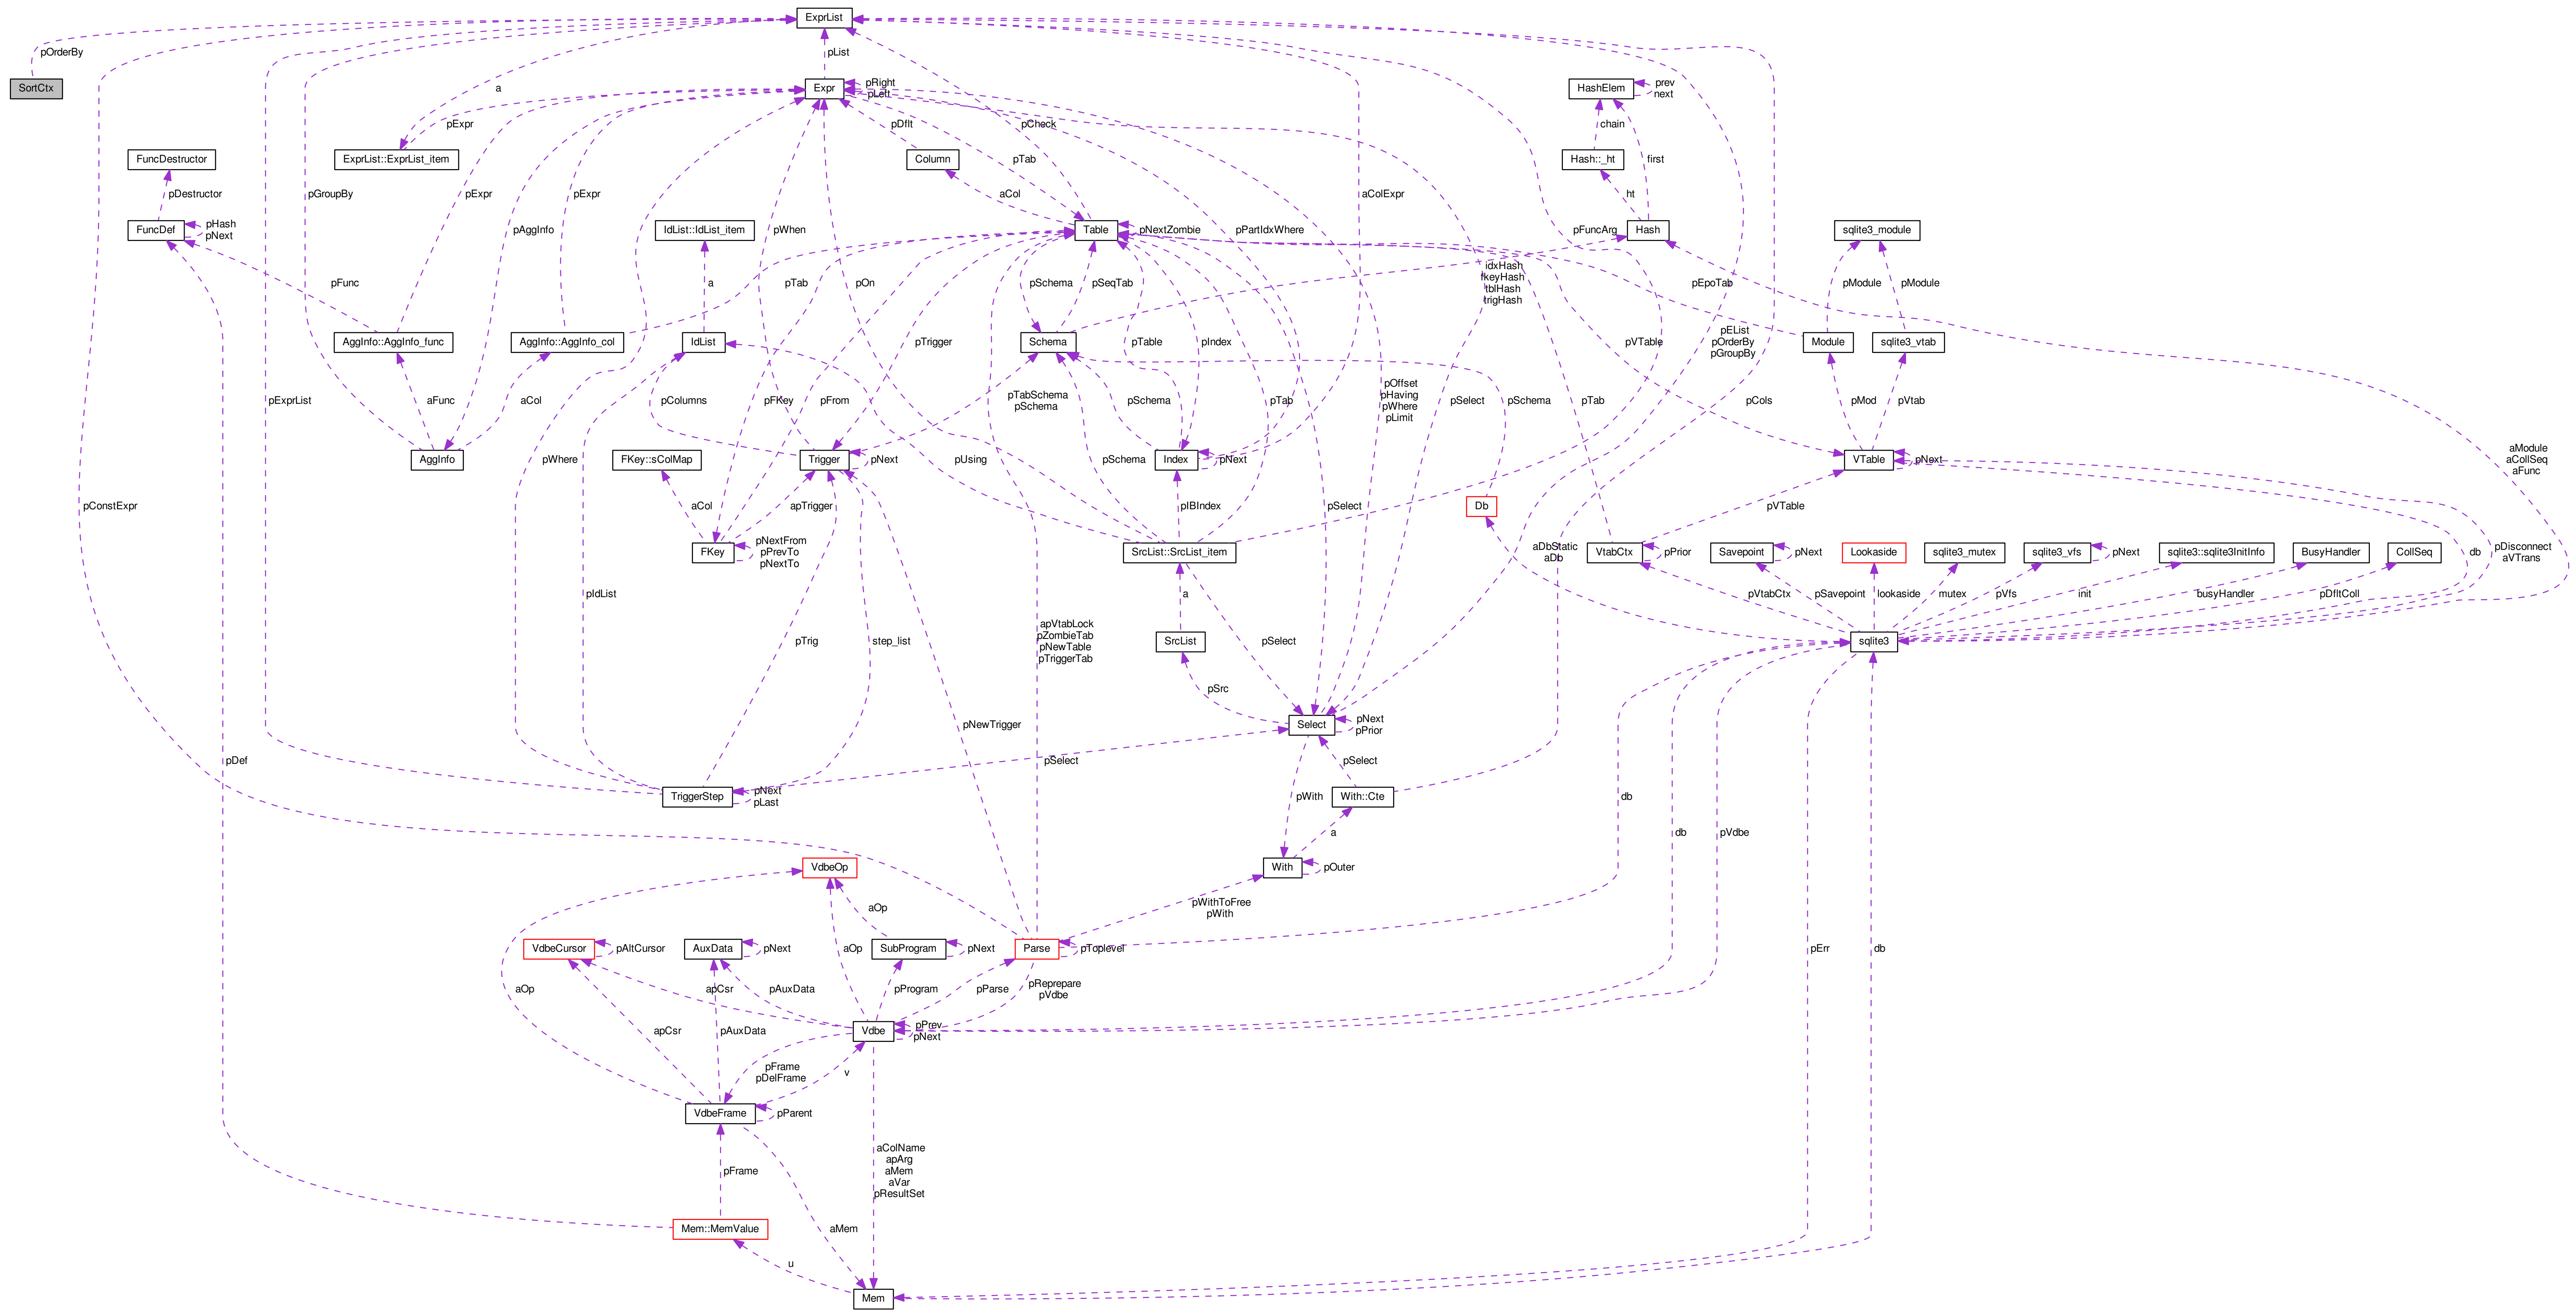 ExprList
pOrderBy
pList
SortCtx
a
Expr
pRight
pLeft
HashElem
prev
next
pExpr
pDflt
pCheck
chain
FuncDestructor
ExprList::ExprList_item
Column
pTab
Hash::_ht
first
pDestructor
pGroupBy
pExpr
pExpr
aCol
aColExpr
ht
FuncDef
pHash
pNext
pAggInfo
IdList::IdList_item
pWhen
Table
pNextZombie
pPartIdxWhere
pFuncArg
Hash
sqlite3_module
pFunc
a
pTab
pOn
pSchema
pSeqTab
idxHash
fkeyHash
tblHash
trigHash
pEpoTab
pModule
pModule
AggInfo::AggInfo_func
AggInfo::AggInfo_col
IdList
pTrigger
Schema
pTable
pIndex
pEList
pOrderBy
pGroupBy
pVTable
Module
sqlite3_vtab
pExprList
aFunc
aCol
pColumns
pFKey
pFrom
pTabSchema
pSchema
pSchema
pTab
pOffset
pHaving
pWhere
pLimit
pSelect
pSchema
pTab
pCols
pMod
pVtab
AggInfo
pWhere
FKey::sColMap
Trigger
pNext
pUsing
pSchema
Index
pNext
VTable
pNext
aModule
aCollSeq
aFunc
pConstExpr
aCol
apTrigger
pIBIndex
pSelect
Db
pVTable
FKey
pNextFrom
pPrevTo
pNextTo
SrcList::SrcList_item
aDbStatic
aDb
VtabCtx
pPrior
Savepoint
pNext
Lookaside
sqlite3_mutex
sqlite3_vfs
pNext
sqlite3::sqlite3InitInfo
BusyHandler
CollSeq
db
pDisconnect
aVTrans
pIdList
a
pVtabCtx
pSavepoint
lookaside
mutex
pVfs
init
busyHandler
pDfltColl
pTrig
step_list
apVtabLock
pZombieTab
pNewTable
pTriggerTab
SrcList
pSelect
sqlite3
pSrc
pNewTrigger
Select
pNext
pPrior
pDef
pSelect
pSelect
TriggerStep
pNext
pLast
pWith
With::Cte
db
a
db
pVdbe
VdbeOp
With
pOuter
aOp
pWithToFree
pWith
VdbeCursor
pAltCursor
AuxData
pNext
aOp
SubProgram
pNext
Parse
pToplevel
pErr
db
aOp
apCsr
pAuxData
pProgram
pParse
pReprepare
pVdbe
apCsr
pAuxData
Vdbe
pPrev
pNext
pFrame
pDelFrame
v
VdbeFrame
pParent
pFrame
aColName
apArg
aMem
aVar
pResultSet
Mem::MemValue
aMem
u
Mem